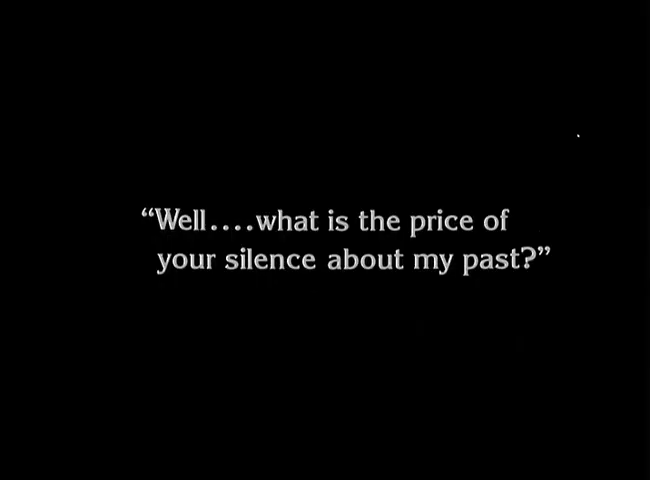 “Well....what is the price of
your silence about my past?”